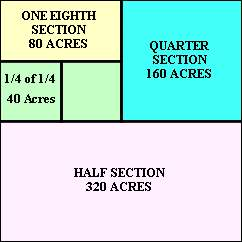 ONE EIGHTH
SECTION
80 ACRES
QUARTER
SECTION
160 ACRES
1/4 of 1/4
40 Acres
HALF SECTION
320 ACRES